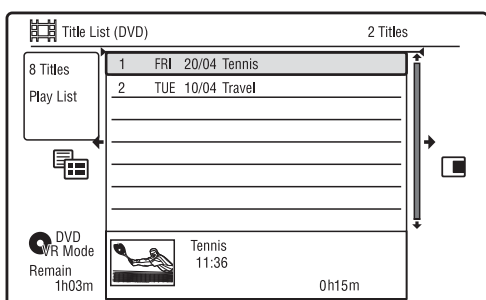 Title List (DVD)
2 Titles
8 Titles
Play List
1 FRI 20/04 Tennis
2 TUE 10/04 Travel
DVD
VR Mode
Remain
1h03m
Tennis
11:36
0h15m